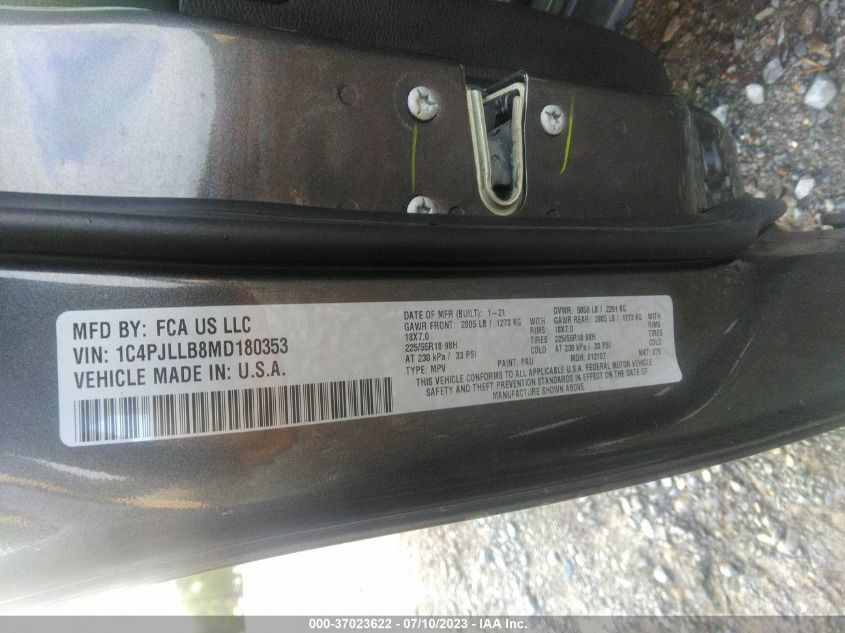 MFD BY: FCA US LLC
VIN: 1C4PJLLB8MD180353
VEHICLE MADE IN: U.S.A.
DATE OF MFR (BUILT): 1-21
GAWR FRONT: 2805 LB / 1273 KG WITH
18X7.0 RIMS
225/55R18 98H TIRES
AT 230 kPa / 33 PSI COLD
TYPE: MPV PAINT: PAU
GVWR: 5050 LB / 2291 KG
GAWR REAR: 2805 LB / 1273 KG WITH
18X7.0 RIMS
225/55R18 98H TIRES
AT 230 kPa / 33 PSI COLD
MDH: 012107 MKT: X75
THIS VEHICLE CONFORMS TO ALL APPLICABLE U.S.A. FEDERAL MOTOR VEHICLE
SAFETY AND THEFT PREVENTION STANDARDS IN EFFECT ON THE DATE OF
MANUFACTURE SHOWN ABOVE.
000-37023622 - 07/10/2023 - IAA Inc.